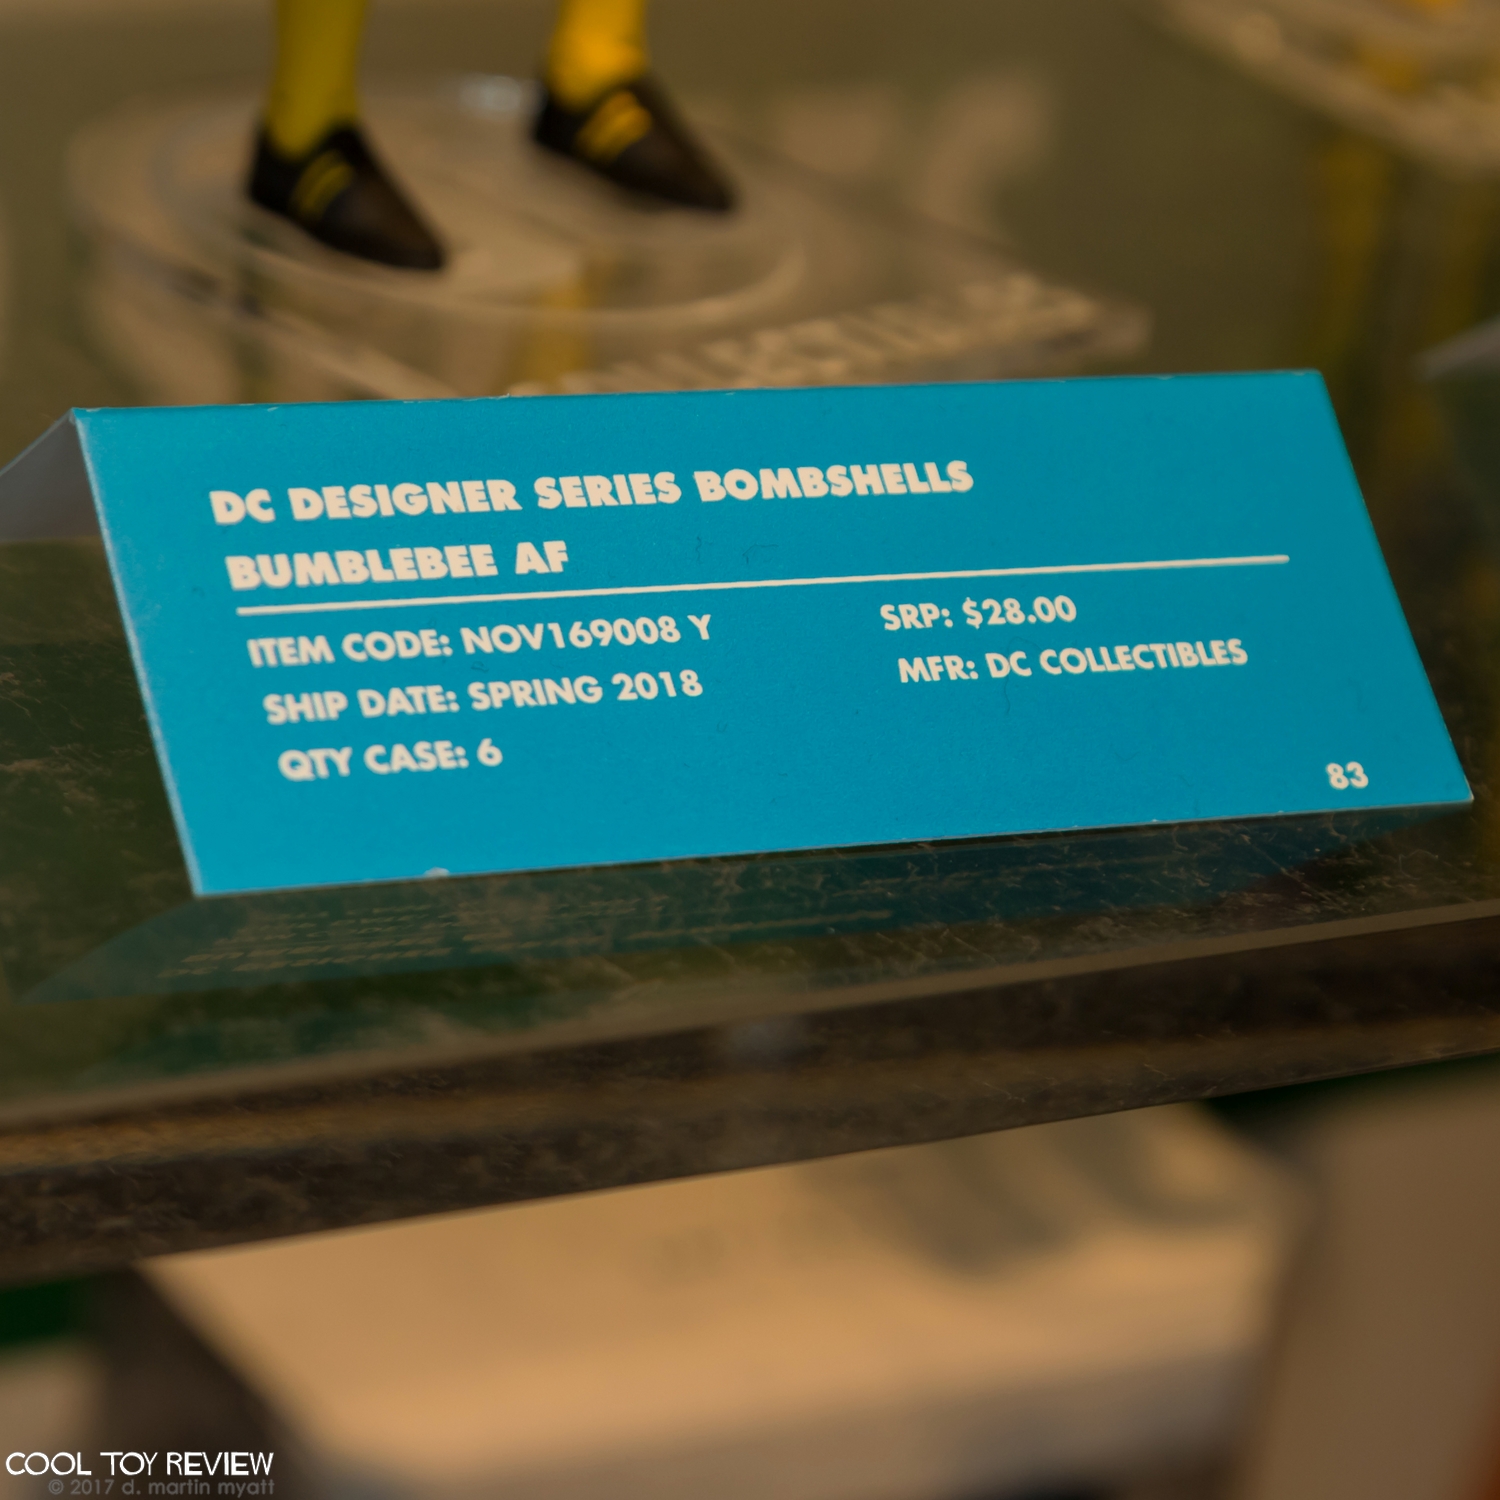 DC DESIGNER SERIES BOMBSHELLS
BUMBLEBEE AF
ITEM CODE: NOV169008 Y
SRP: $28.00
SHIP DATE: SPRING 2018
MFR: DC COLLECTIBLES
QTY CASE: 6
83
COOL TOY REVIEW
© 2017 d. martin myatt